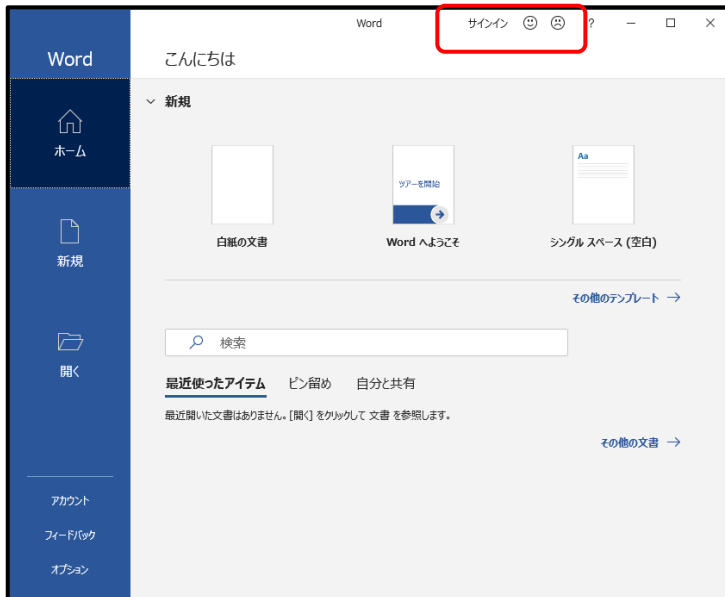 Word
サインイン
?
Word
こんにちは
新規
ホーム
Aa
ツアーを開始
白紙の文書
Word へようこそ
シングル スペース (空白)
新規
その他のテンプレート →
検索
開く
最近使ったアイテム ピン留め 自分と共有
最近開いた文書はありません。[開く] をクリックして 文書 を参照します。
その他の文書 →
アカウント
フィードバック
オプション